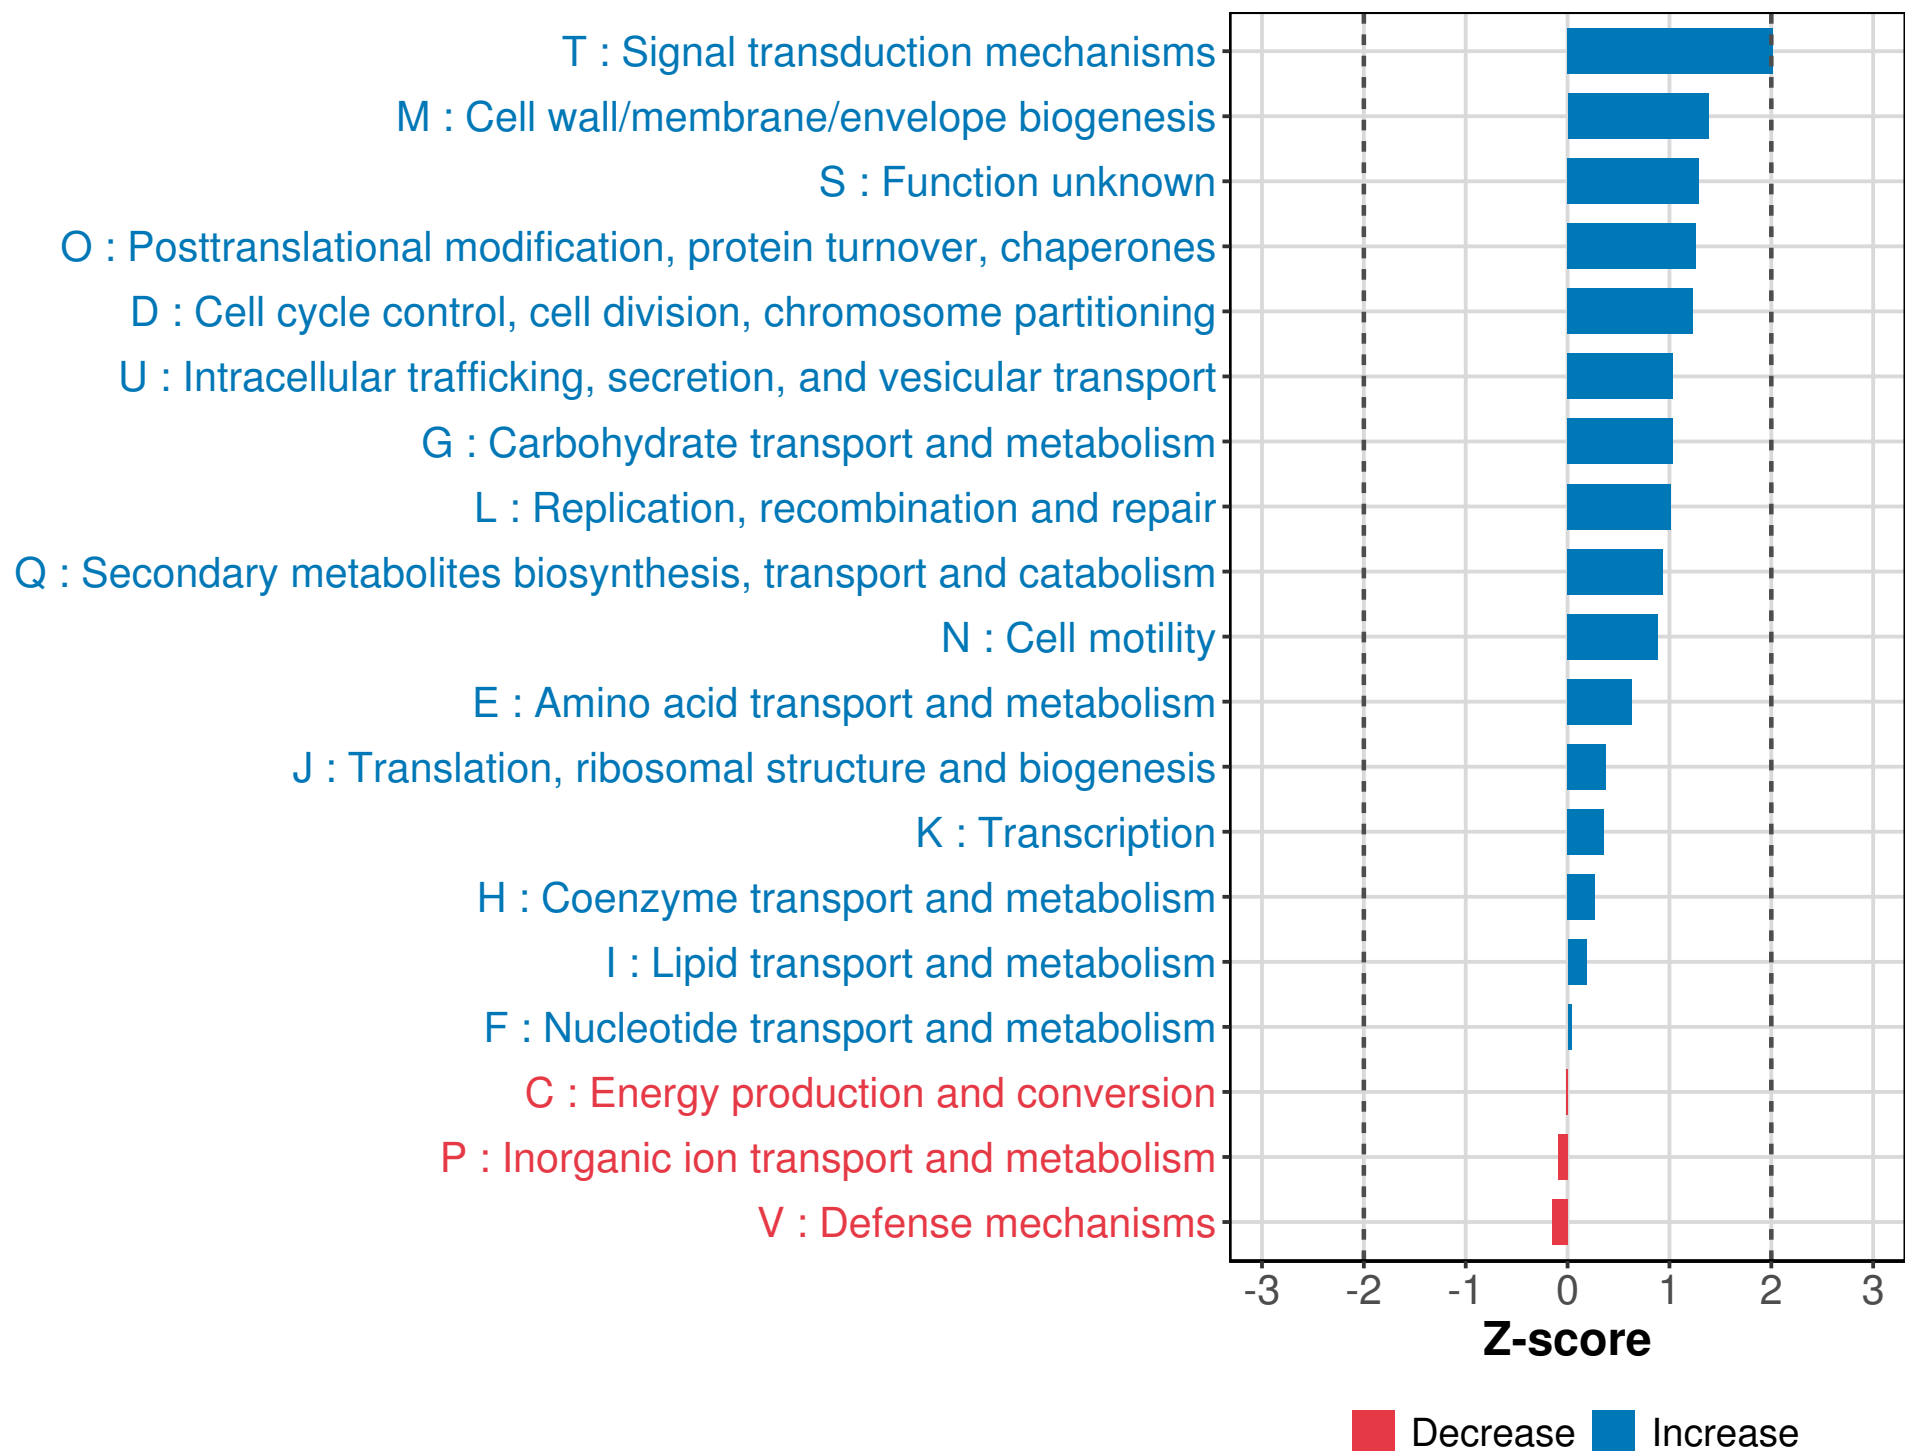 T : Signal transduction mechanisms
M : Cell wall/membrane/envelope biogenesis
S : Function unknown
O : Posttranslational modification, protein turnover, chaperones
D : Cell cycle control, cell division, chromosome partitioning
U : Intracellular trafficking, secretion, and vesicular transport
G : Carbohydrate transport and metabolism
L : Replication, recombination and repair
Q : Secondary metabolites biosynthesis, transport and catabolism
N : Cell motility
E : Amino acid transport and metabolism
J : Translation, ribosomal structure and biogenesis
K : Transcription
H : Coenzyme transport and metabolism
I : Lipid transport and metabolism
F : Nucleotide transport and metabolism
C : Energy production and conversion
P : Inorganic ion transport and metabolism
V : Defense mechanisms
-3 -2 -1 0 1 2 3
Z-score
Decrease Increase